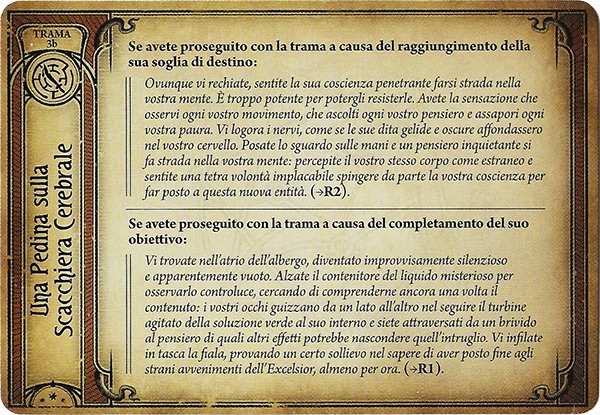 TRAMA
3b
Una Pedina sulla
Scacchiera Cerebrale
Se avete proseguito con la trama a causa del raggiungimento della
sua soglia di destino:
Ovunque vi rechiate, sentite la sua coscienza penetrante farsi strada nella
vostra mente. È troppo potente per potergli resisterle. Avete la sensazione che
osservi ogni vostro movimento, che ascolti ogni vostro pensiero e assapori ogni
vostra paura. Vi logora i nervi, come se le sue dita gelide e oscure affondassero
nel vostro cervello. Posate lo sguardo sulle mani e un pensiero inquietante si
fa strada nella vostra mente: percepite il vostro stesso corpo come estraneo e
sentite una tetra volontà implacabile spingere da parte la vostra coscienza per
far posto a questa nuova entità. (→R2).
Se avete proseguito con la trama a causa del completamento del suo
obiettivo:
Vi trovate nell'atrio dell'albergo, diventato improvvisamente silenzioso
e apparentemente vuoto. Alzate il contenitore del liquido misterioso per
osservarlo controluce, cercando di comprenderne ancora una volta il
contenuto: i vostri occhi guizzano da un lato all'altro nel seguire il turbine
agitato della soluzione verde al suo interno e siete attraversati da un brivido
al pensiero di quali altri effetti potrebbe nascondere quell'intruglio. Vi infilate
in tasca la fiala, provando un certo sollievo nel sapere di aver posto fine agli
strani avvenimenti dell'Excelsior, almeno per ora. (→R1).